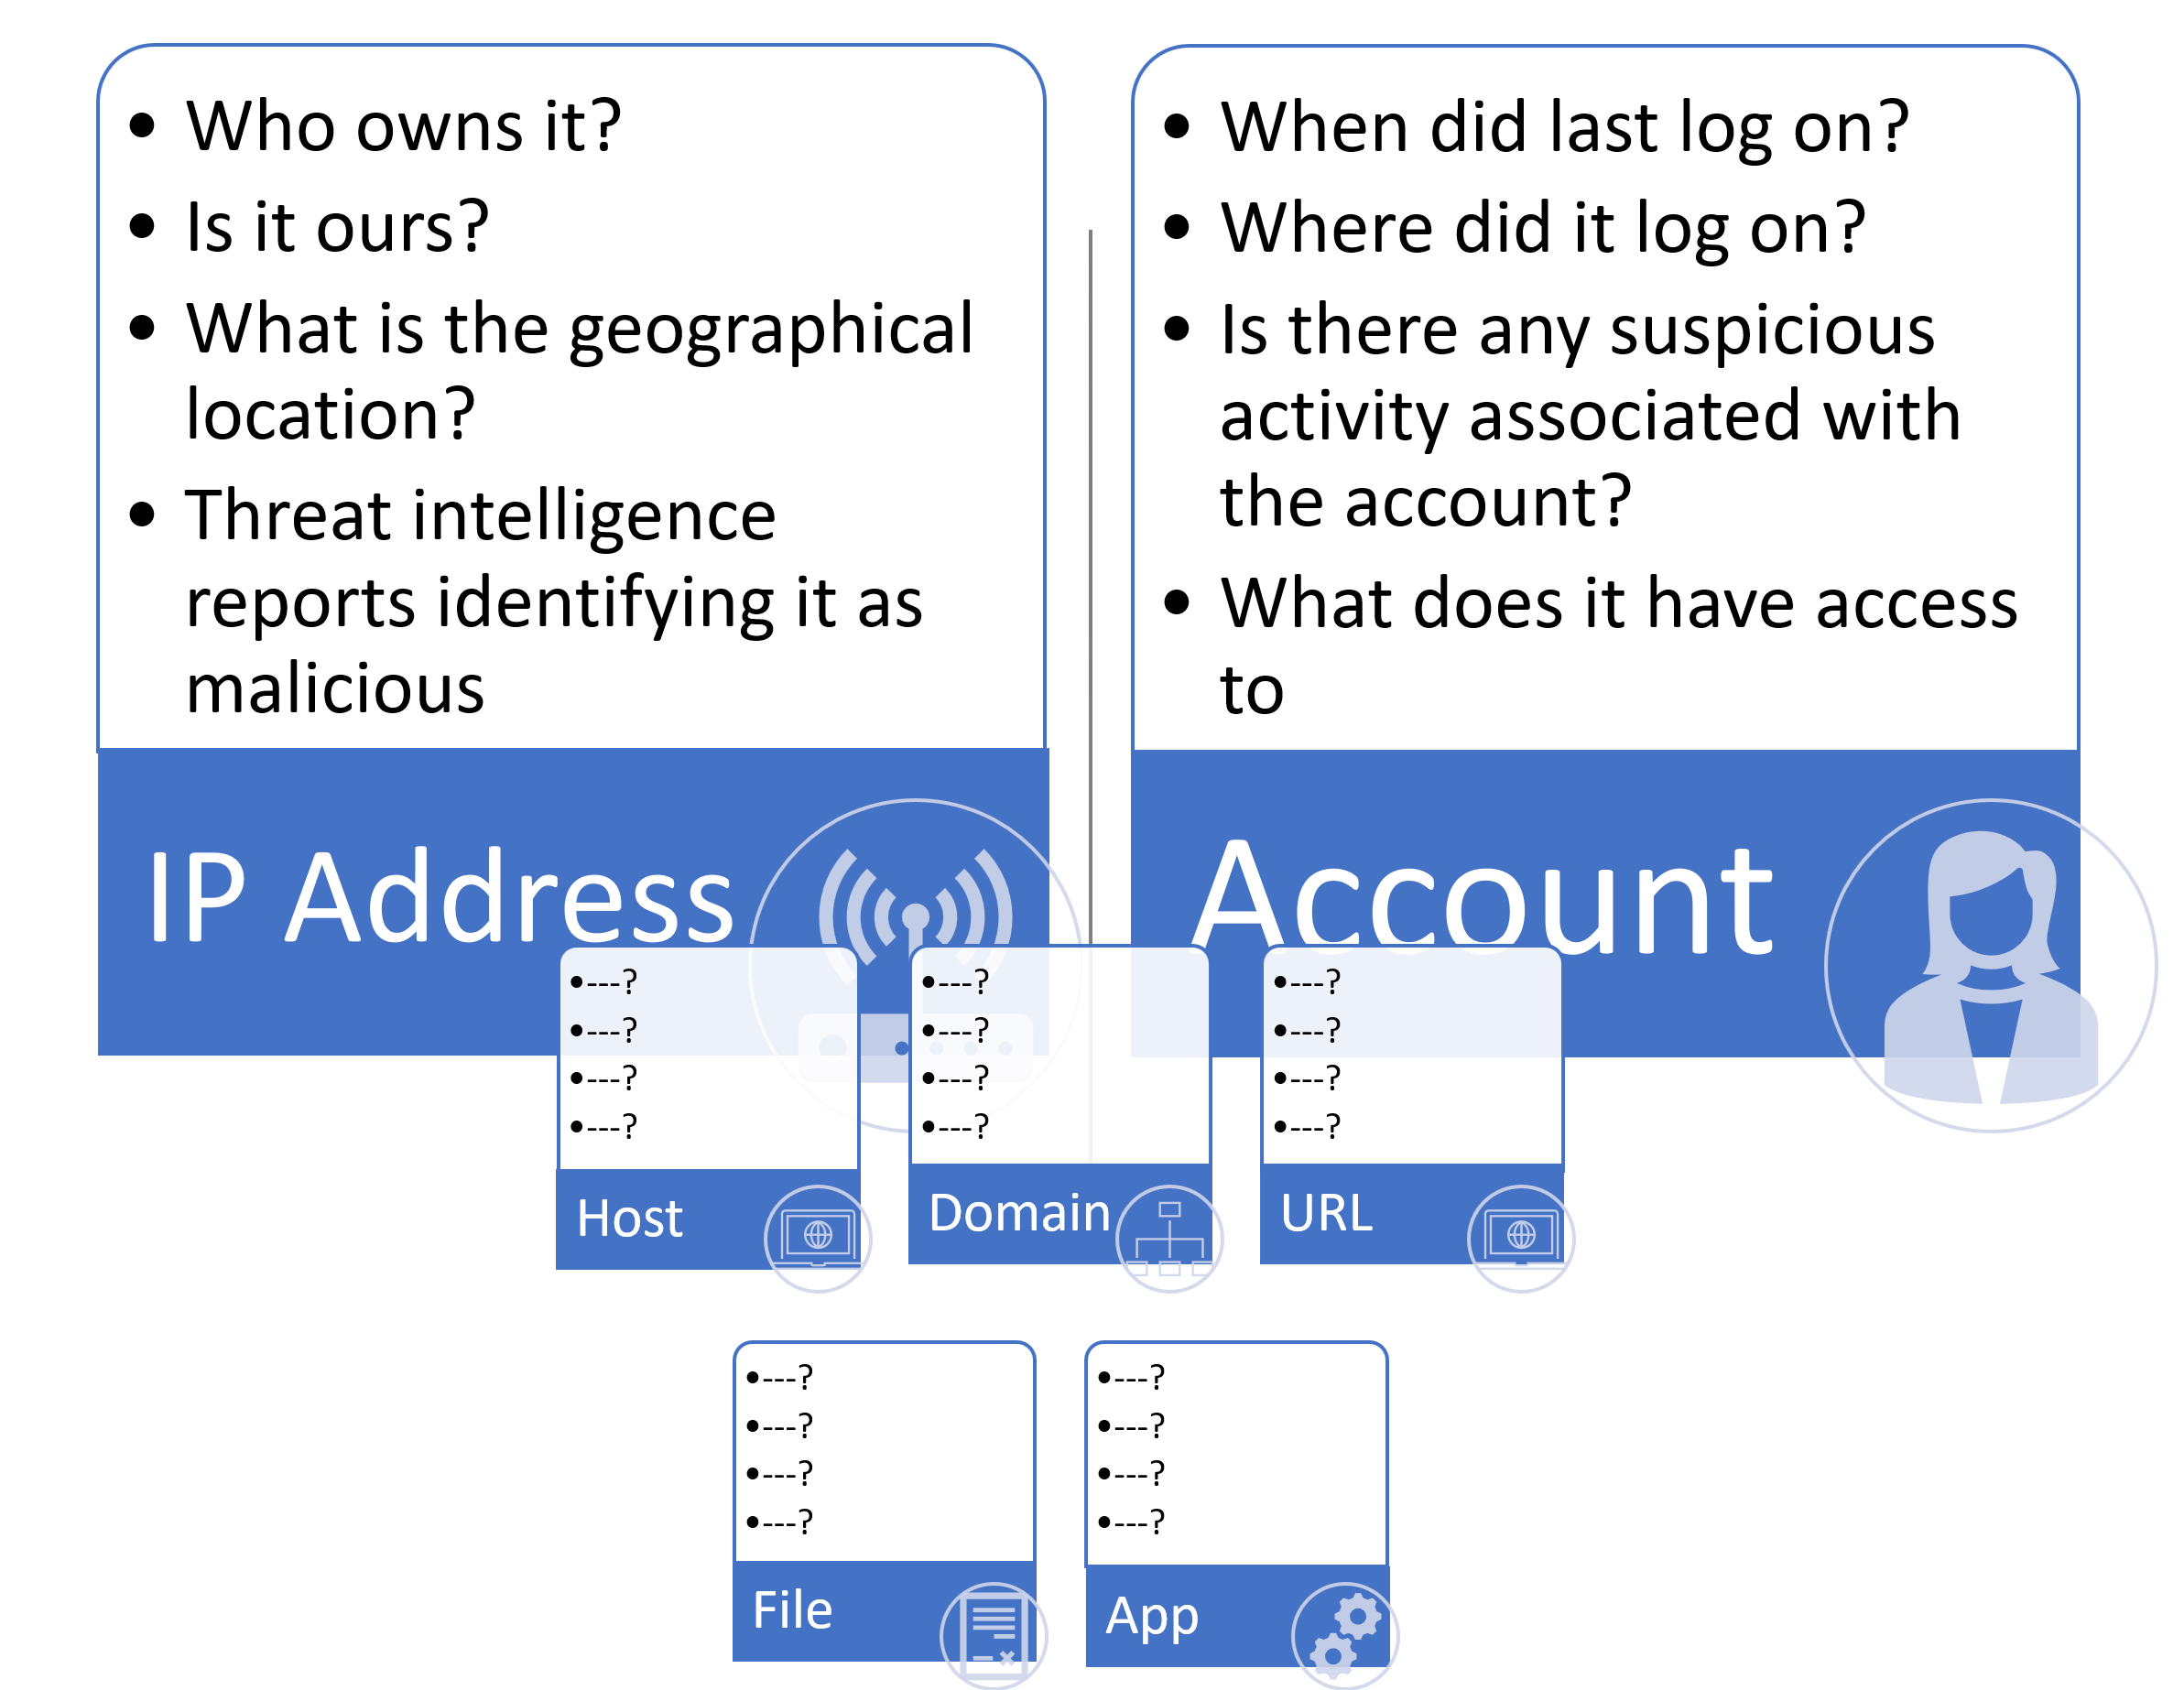 • Who owns it?
• Is it ours?
• What is the geographical
location?
• Threat intelligence
reports identifying it as
malicious
IP Address
• When did last log on?
• Where did it log on?
• Is there any suspicious
activity associated with
the account?
• What does it have access
to
Account
•---?
•---?
•---?
•---?
Host
•---?
•---?
•---?
•---?
Domain
•---?
•---?
•---?
•---?
URL
•---?
•---?
•---?
•---?
File
•---?
•---?
•---?
•---?
App